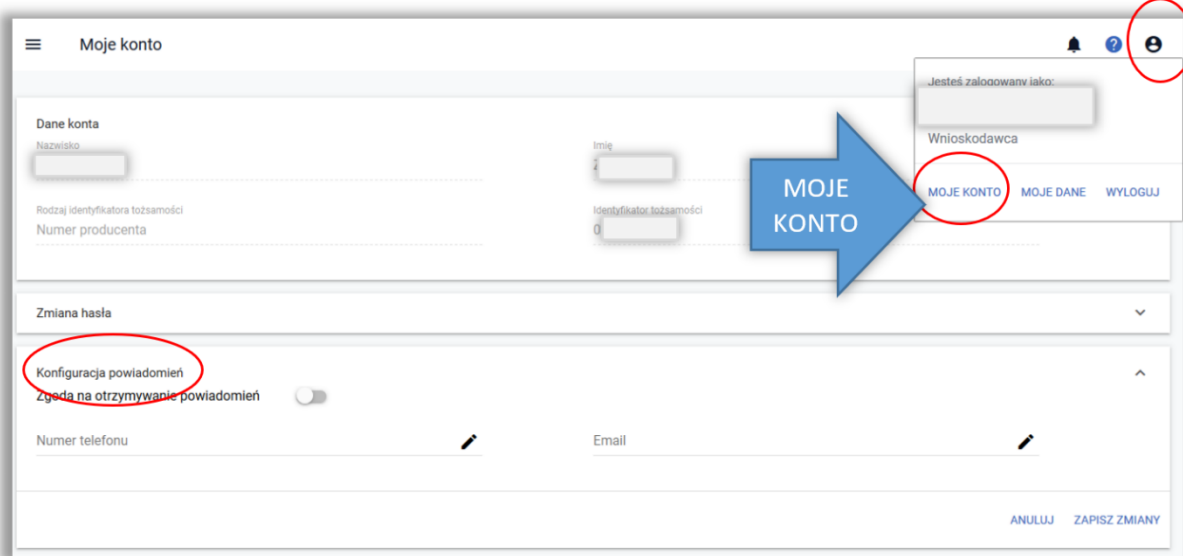 Moje konto
Jesteś zalogowany jako:
Wnioskodawca
MOJE KONTO MOJE DANE WYLOGUJ
MOJE
KONTO
Dane konta
Nazwisko
Imię
Rodzaj identyfikatora tożsamości
Numer producenta
Identyfikator tożsamości
0
Zmiana hasła
Konfiguracja powiadomień
Zgoda na otrzymywanie powiadomień
Numer telefonu
Email
ANULUJ ZAPISZ ZMIANY